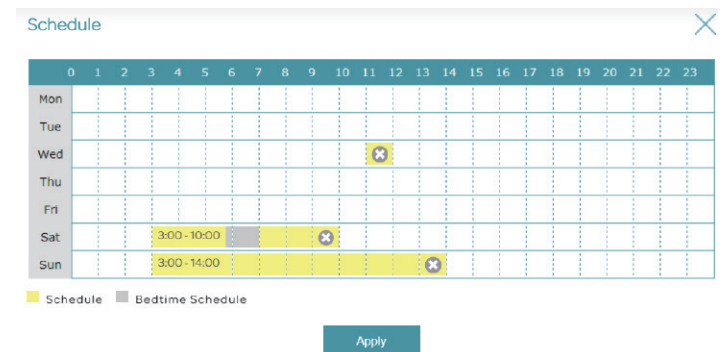 Schedule
0 1 2 3 4 5 6 7 8 9 10 11 12 13 14 15 16 17 18 19 20 21 22 23
Mon
Tue
Wed
Thu
Fri
Sat 3:00-10:00
Sun 3:00-14:00
Schedule Bedtime Schedule
Apply